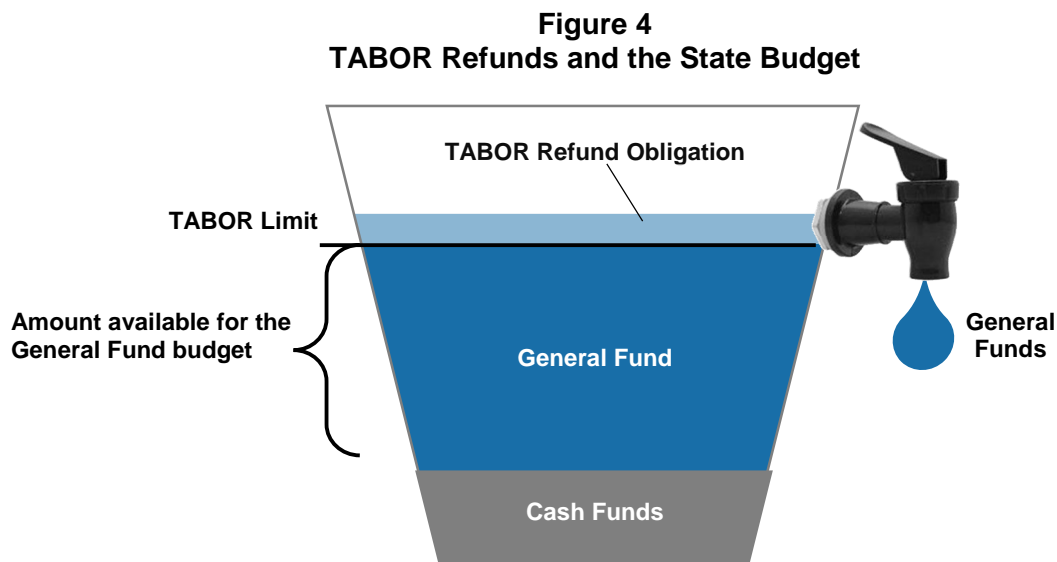 Figure 4
TABOR Refunds and the State Budget
TABOR Refund Obligation
TABOR Limit
Amount available for the
General Fund budget
General Fund
General
Funds
Cash Funds